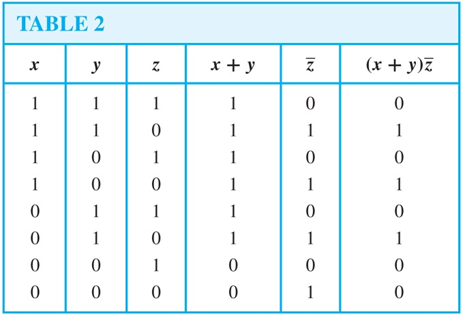 TABLE 2
x y z x + y z̅ (x + y)z̅
1 1 1 1 0 0
1 1 0 1 1 1
1 0 1 1 0 0
1 0 0 1 1 1
0 1 1 1 0 0
0 1 0 1 1 1
0 0 1 0 0 0
0 0 0 0 1 0